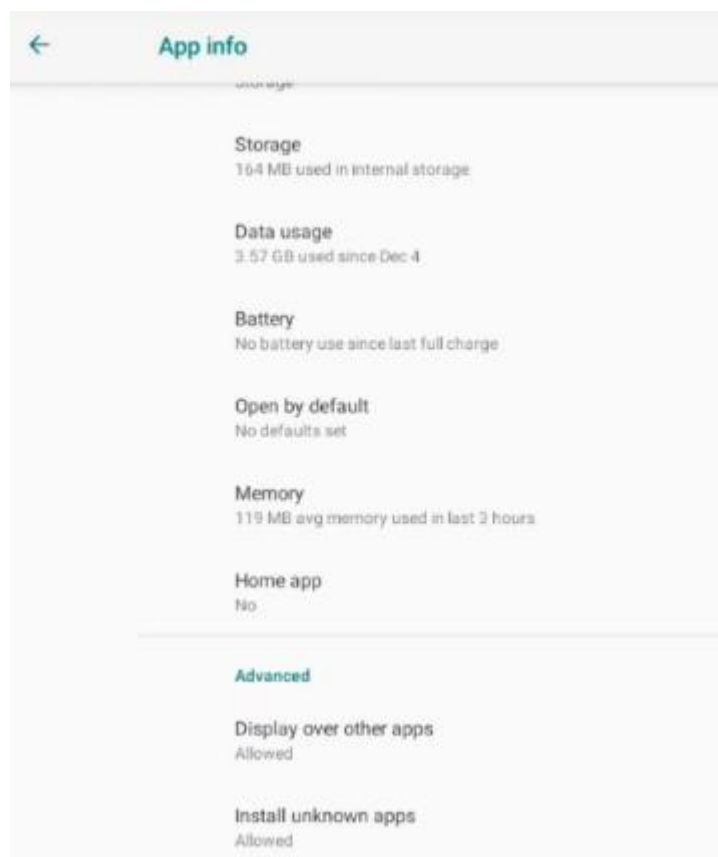 App info
Storage
Storage
164 MB used in internal storage
Data usage
3.57 GB used since Dec 4
Battery
No battery use since last full charge
Open by default
No defaults set
Memory
119 MB avg memory used in last 3 hours
Home app
No
Advanced
Display over other apps
Allowed
Install unknown apps
Allowed